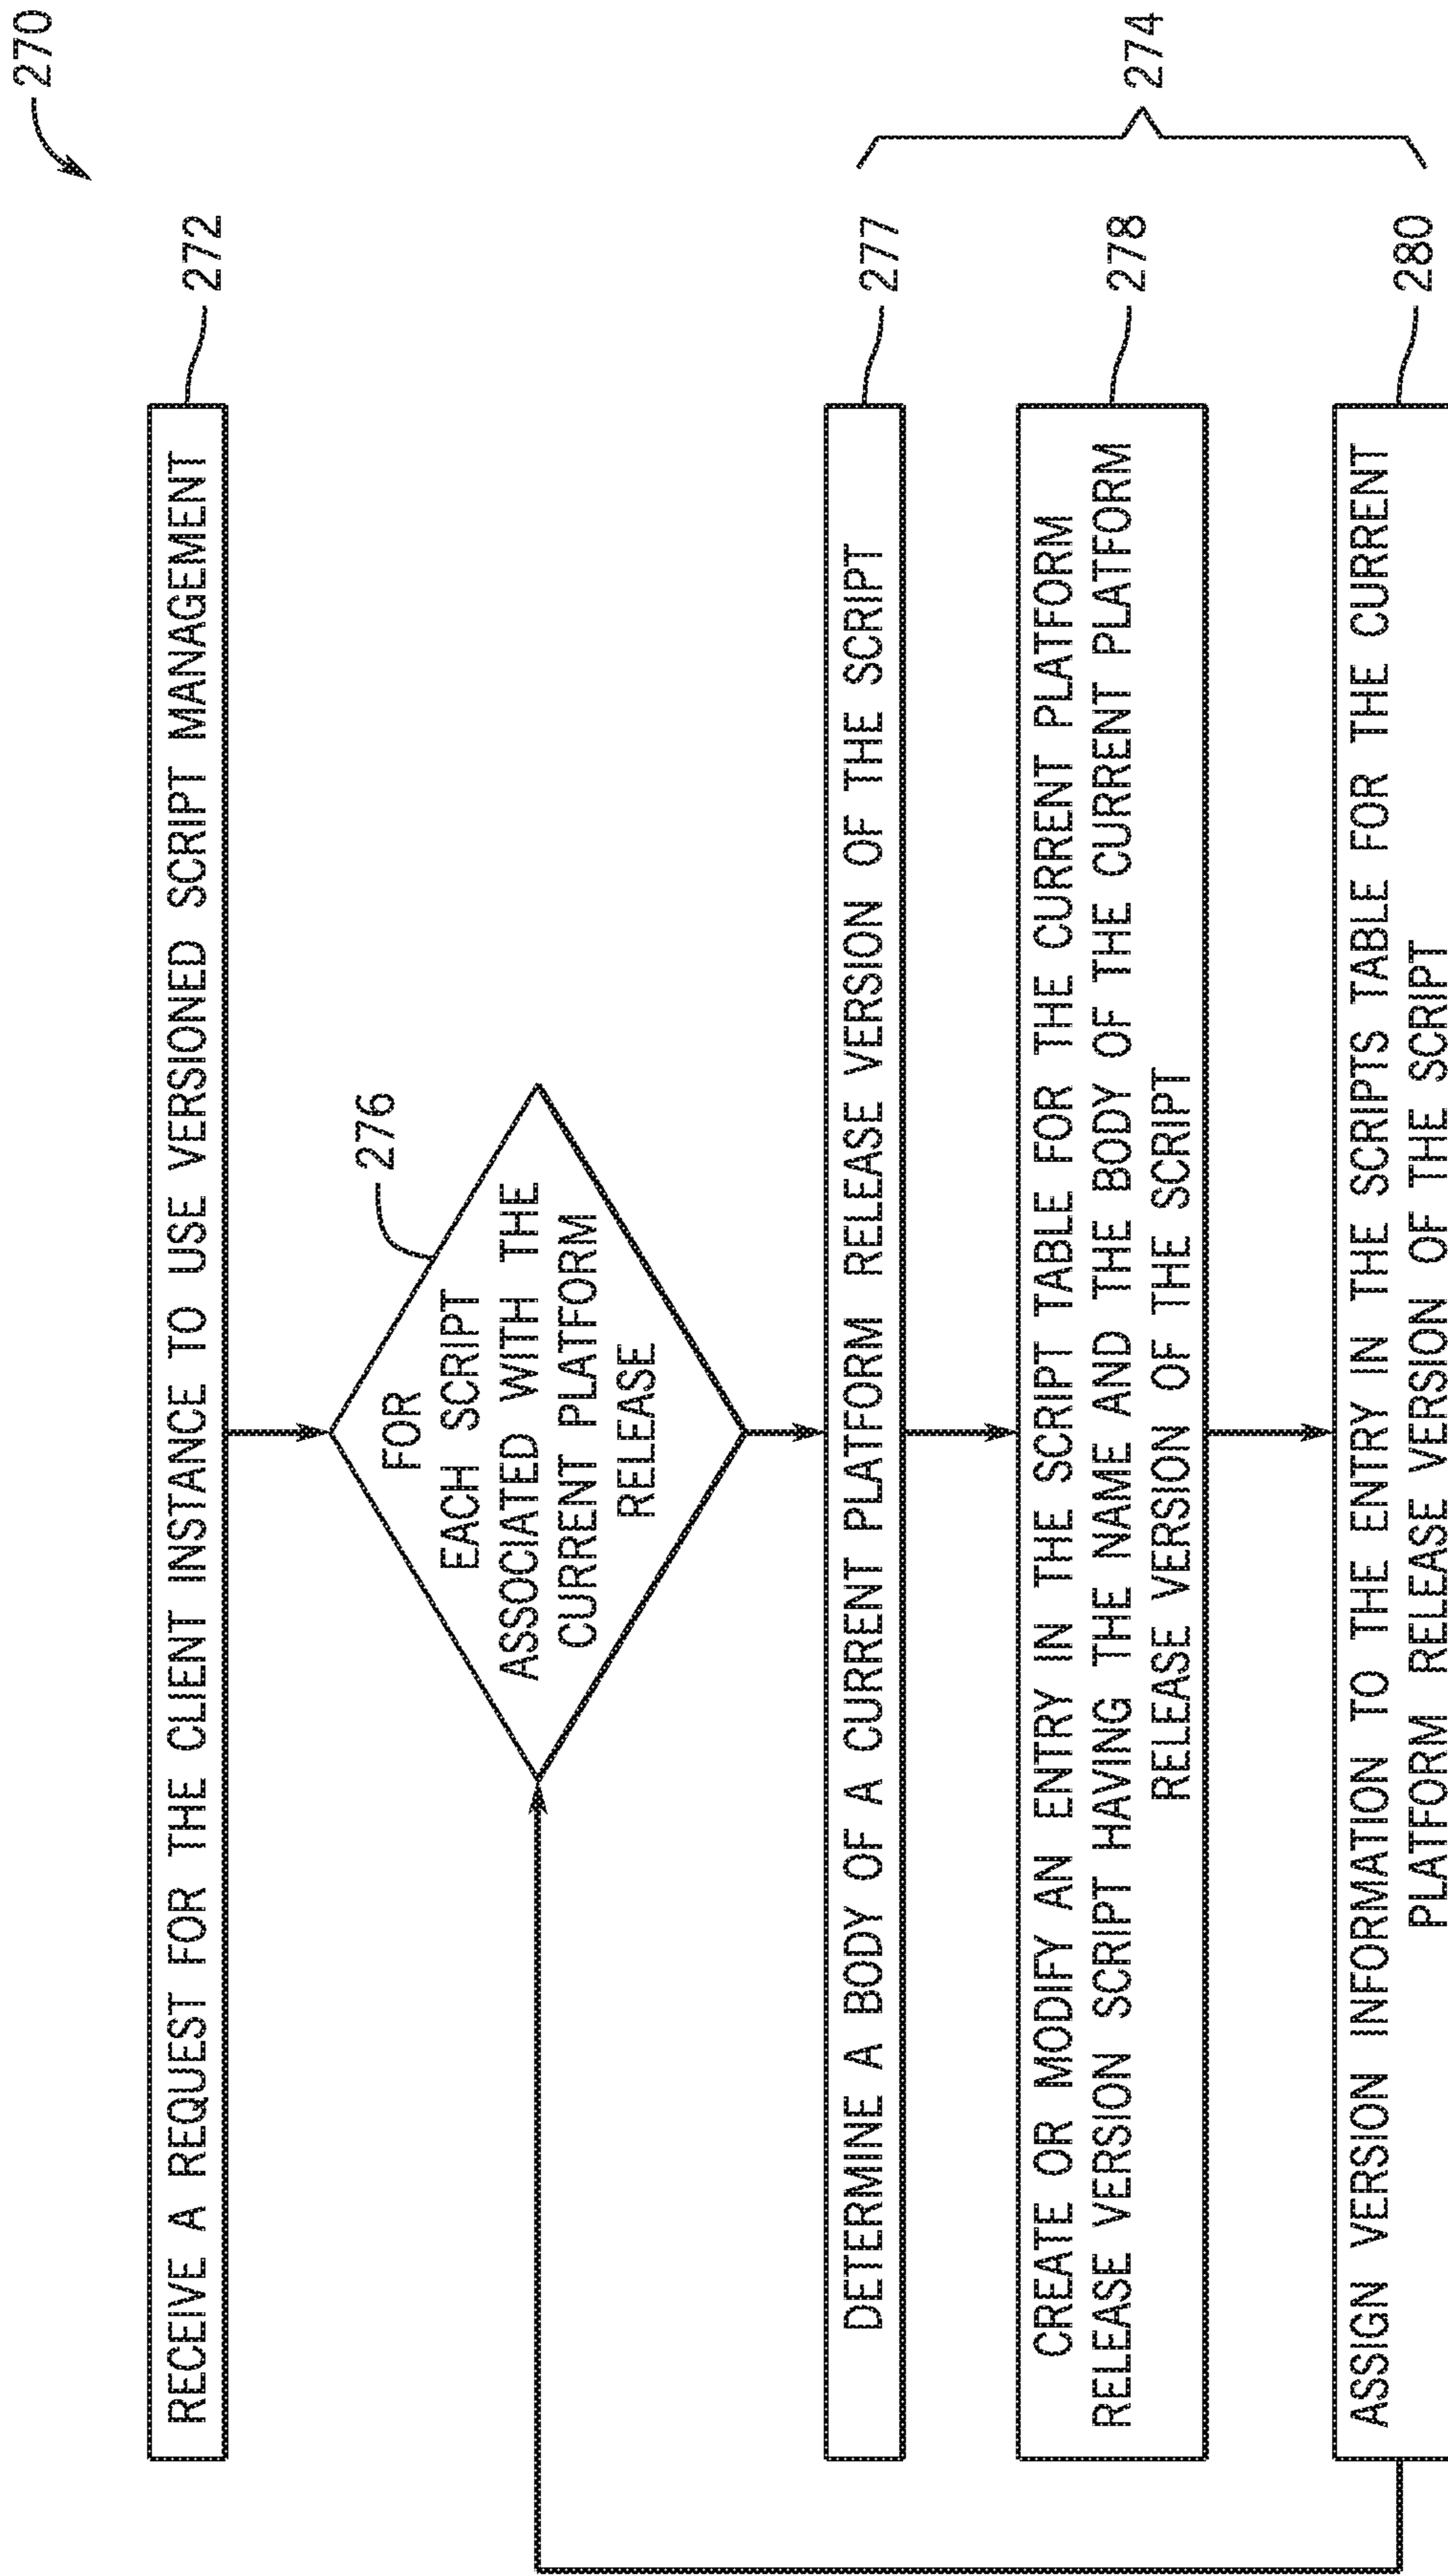 270
RECEIVE A REQUEST FOR THE CLIENT INSTANCE TO USE VERSIONED SCRIPT MANAGEMENT
272
276
FOR
EACH SCRIPT
ASSOCIATED WITH THE
CURRENT PLATFORM
RELEASE
DETERMINE A BODY OF A CURRENT PLATFORM RELEASE VERSION OF THE SCRIPT
277
CREATE OR MODIFY AN ENTRY IN THE SCRIPT TABLE FOR THE CURRENT PLATFORM
RELEASE VERSION SCRIPT HAVING THE NAME AND THE BODY OF THE CURRENT PLATFORM
RELEASE VERSION OF THE SCRIPT
278
274
ASSIGN VERSION INFORMATION TO THE ENTRY IN THE SCRIPTS TABLE FOR THE CURRENT
PLATFORM RELEASE VERSION OF THE SCRIPT
280